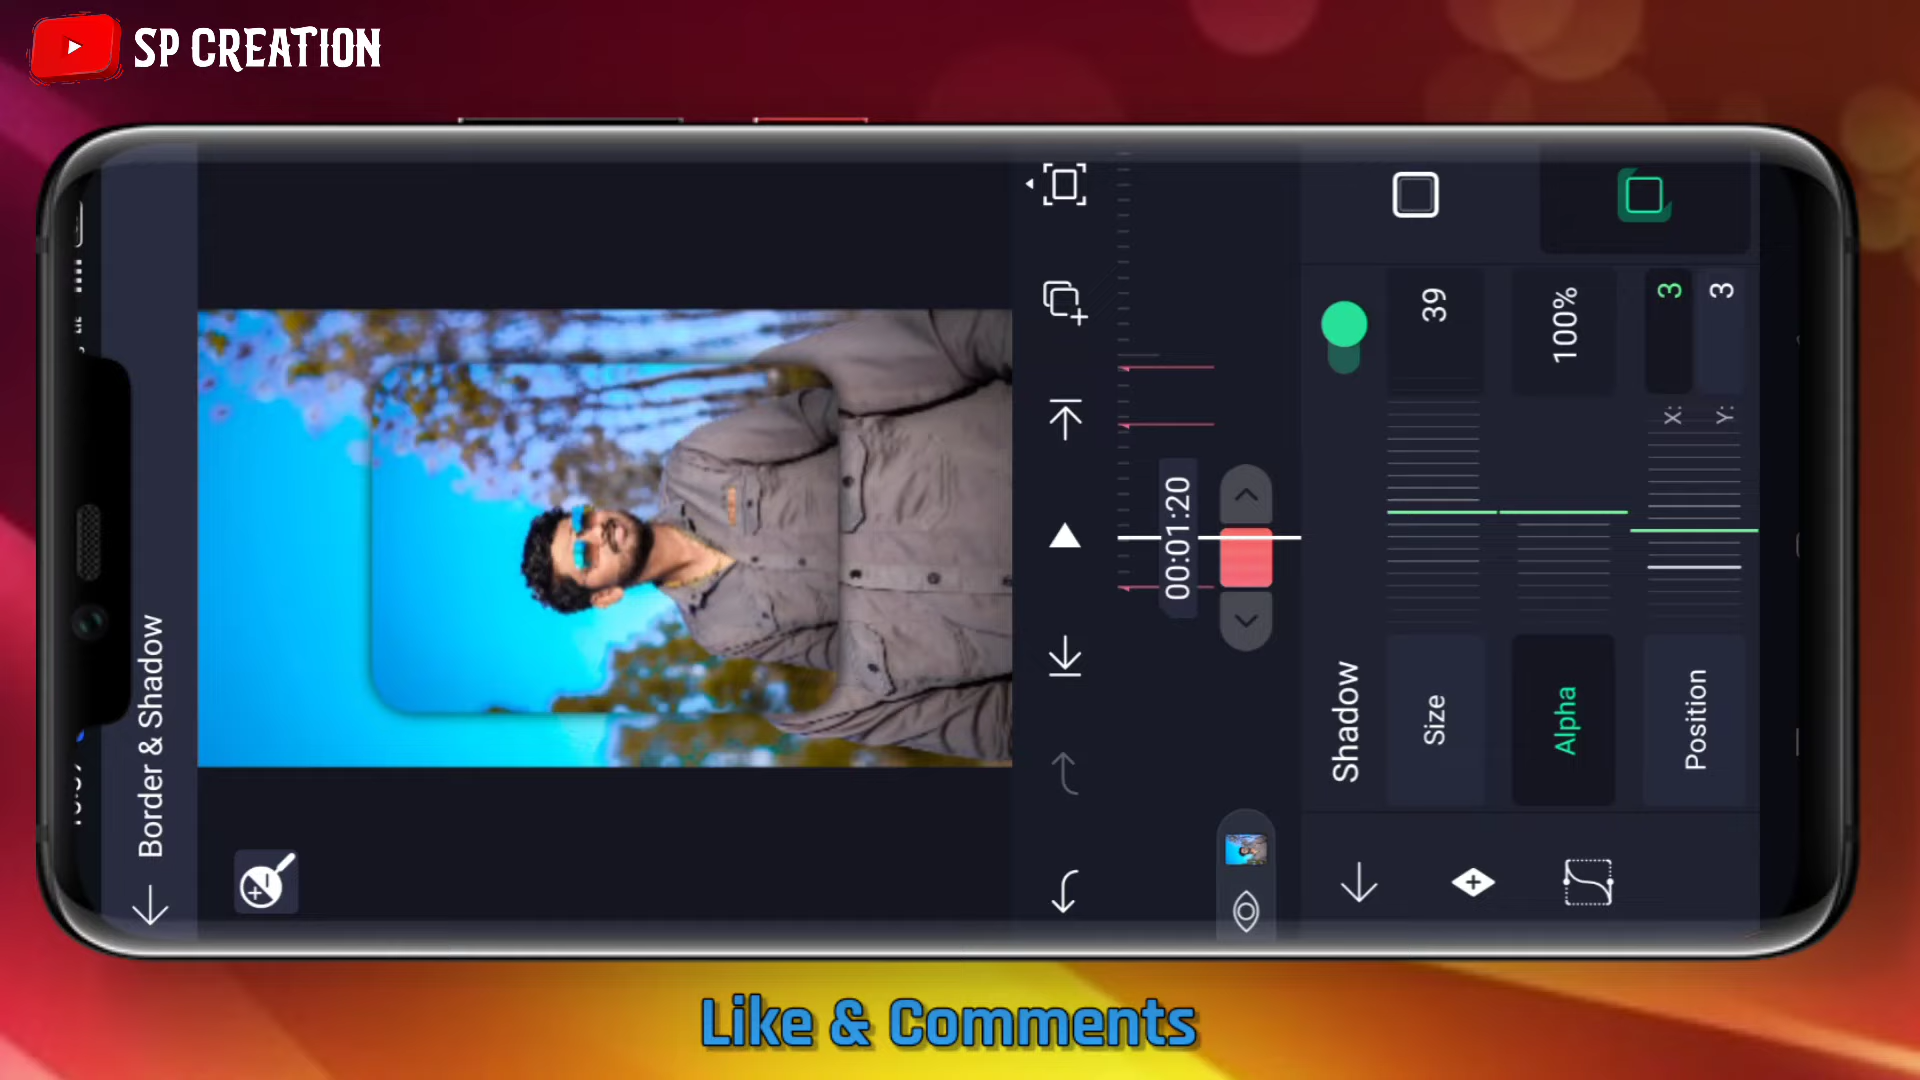 SP CREATION
Border & Shadow
00:01:20
Shadow
Size
39
Alpha
100%
Position
X:
3
Y:
3
Like & Comments